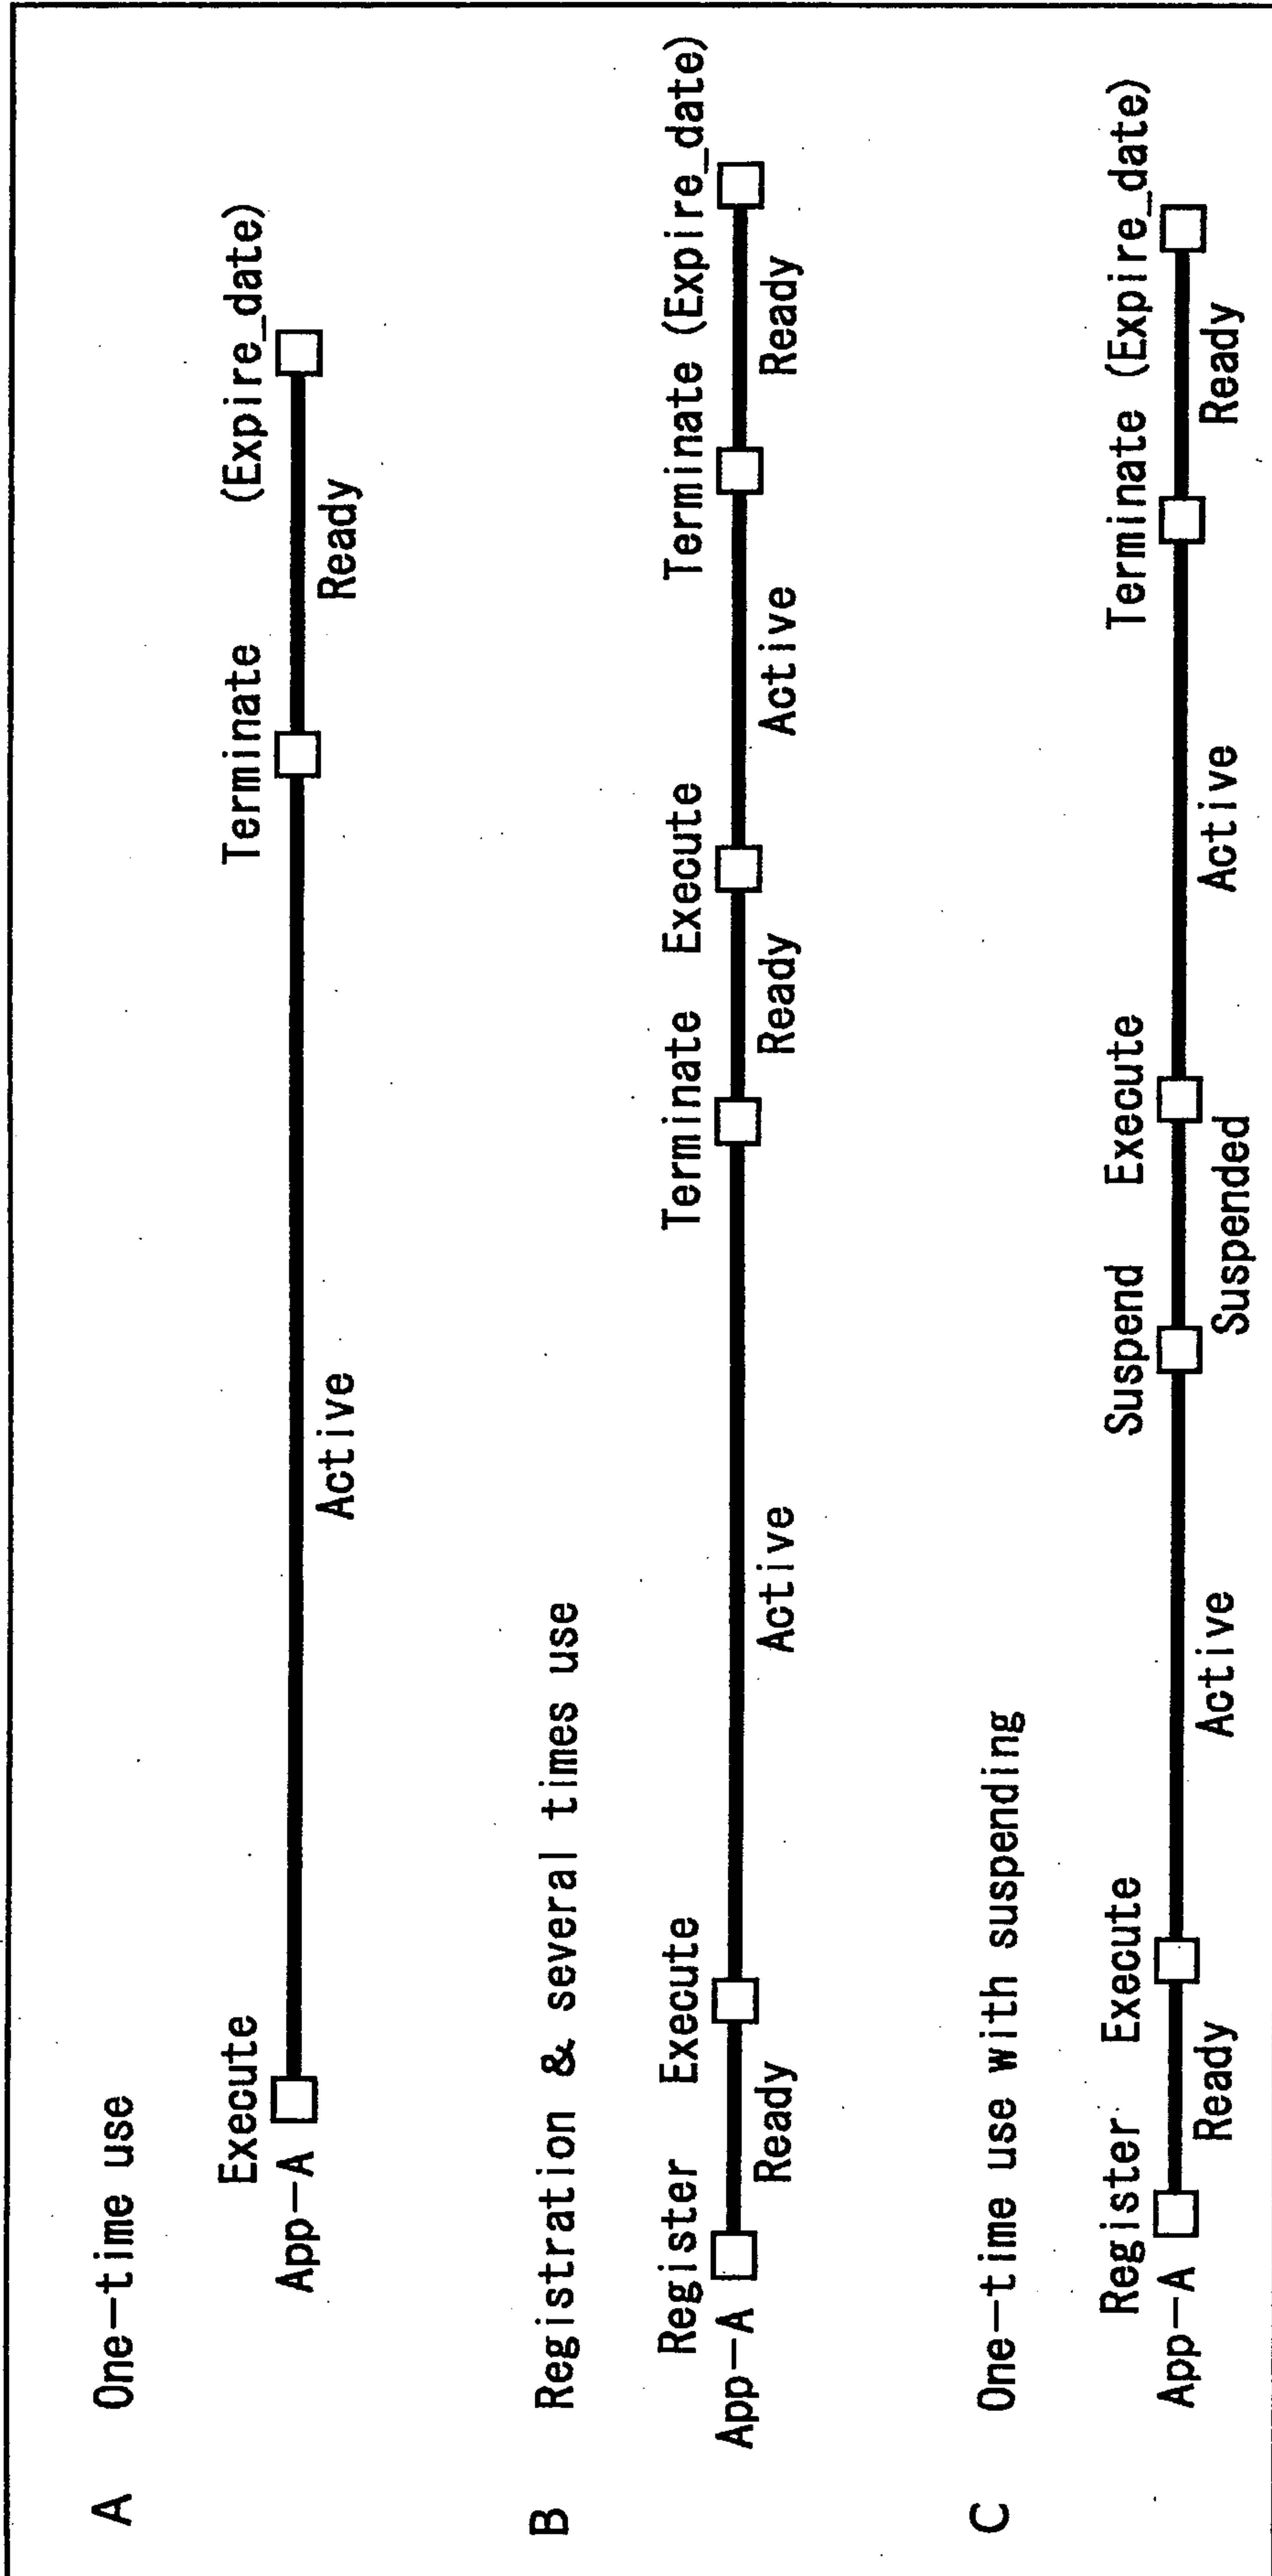 A One-time use
Execute Terminate (Expire_date)
App-A
Active Ready
B Registration & several times use
Register Execute Terminate Execute Terminate (Expire_date)
App-A
Ready Active Ready Active Ready
C One-time use with suspending
Register Execute Suspend Execute Terminate (Expire_date)
App-A
Ready Active Suspended Active Ready